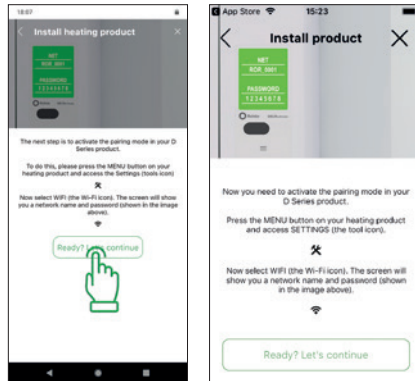 18:07
Install heating product
NET
ROR_0001
PASSWORD
12345678
The next step is to activate the pairing mode in your D
Series product.
To do this, please press the MENU button on your
heating product and access the Settings (tools icon)
Now select WIFI (the Wi-Fi icon). The screen will show
you a network name and password (shown in the image
above).
Ready? Let's continue
App Store
15:23
Install product
NET
ROR_0001
PASSWORD
12345678
Now you need to activate the pairing mode in your
D Series product.
Press the MENU button on your heating product
and access SETTINGS (the tool icon).
Now select WIFI (the Wi-Fi icon). The screen will
show you a network name and password (shown
in the image above).
Ready? Let's continue